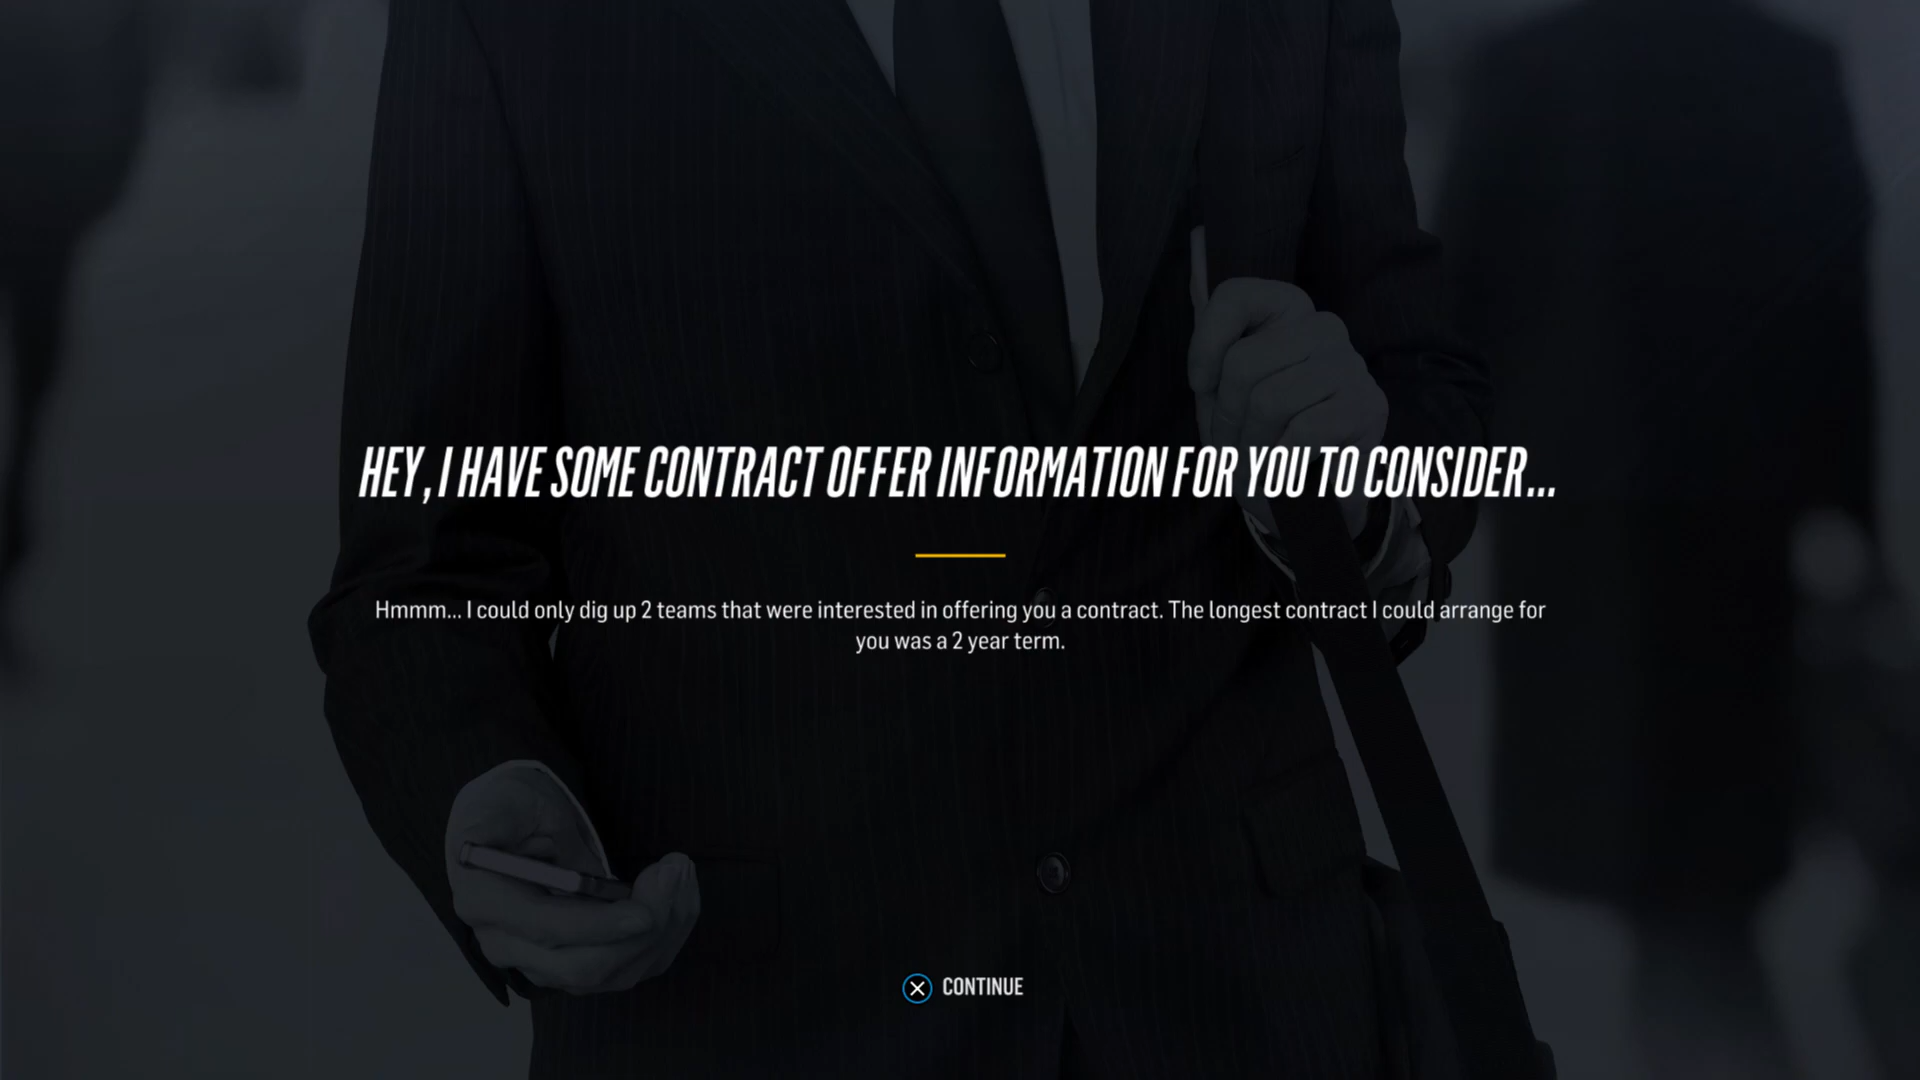 HEY, I HAVE SOME CONTRACT OFFER INFORMATION FOR YOU TO CONSIDER...
Hmmm... I could only dig up 2 teams that were interested in offering you a contract. The longest contract I could arrange for
you was a 2 year term.
CONTINUE